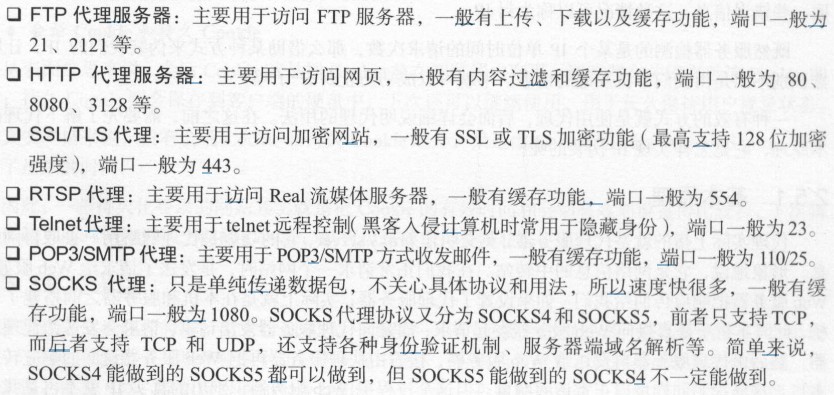 ❏ FTP 代理服务器：主要用于访问 FTP 服务器，一般有上传、下载以及缓存功能，端口一般为
21、2121 等。
❏ HTTP 代理服务器：主要用于访问网页，一般有内容过滤和缓存功能，端口一般为 80、
8080、3128 等。
❏ SSL/TLS 代理：主要用于访问加密网站，一般有 SSL 或 TLS 加密功能（最高支持 128 位加密
强度），端口一般为 443。
❏ RTSP 代理：主要用于访问 Real 流媒体服务器，一般有缓存功能，端口一般为 554。
❏ Telnet 代理：主要用于 telnet 远程控制（黑客入侵计算机时常用于隐藏身份），端口一般为 23。
❏ POP3/SMTP 代理：主要用于 POP3/SMTP 方式收发邮件，一般有缓存功能，端口一般为 110/25。
❏ SOCKS 代理：只是单纯传递数据包，不关心具体协议和用法，所以速度快很多，一般有缓
存功能，端口一般为 1080。SOCKS 代理协议又分为 SOCKS4 和 SOCKS5，前者只支持 TCP，
而后者支持 TCP 和 UDP，还支持各种身份验证机制、服务器端域名解析等。简单来说，
SOCKS4 能做到的 SOCKS5 都可以做到，但 SOCKS5 能做到的 SOCKS4 不一定能做到。